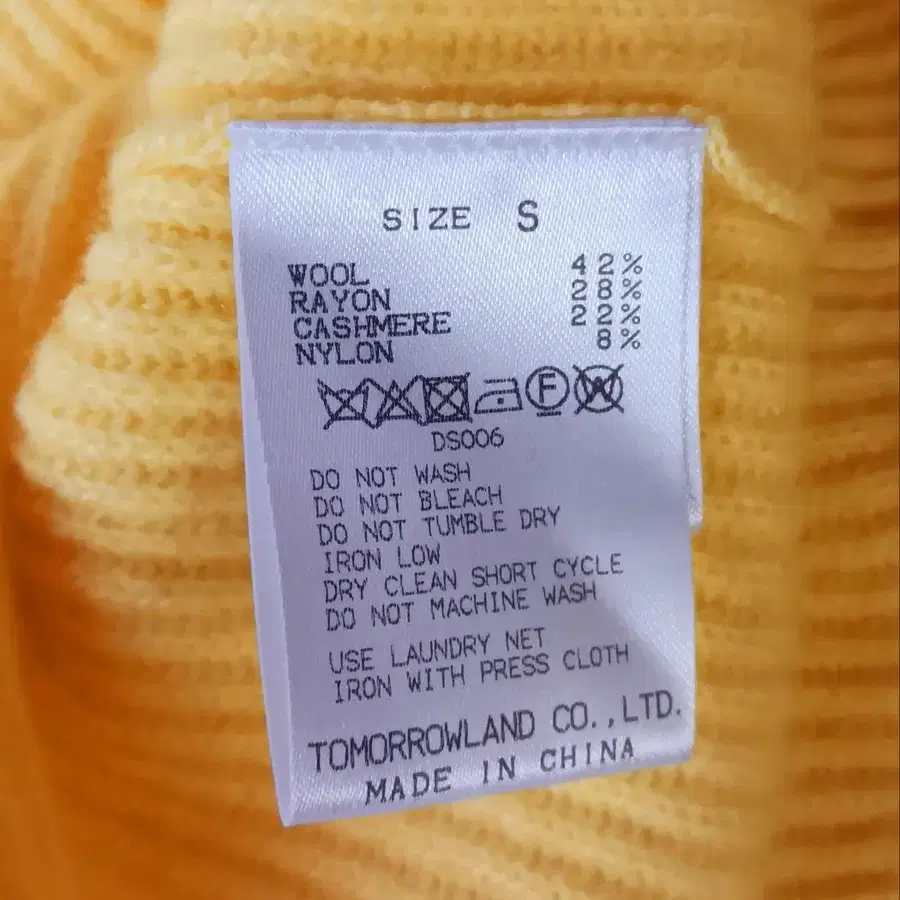 SIZE S
WOOL 42%
RAYON 28%
CASHMERE 22%
NYLON 8%
F W
DS006
DO NOT WASH
DO NOT BLEACH
DO NOT TUMBLE DRY
IRON LOW
DRY CLEAN SHORT CYCLE
DO NOT MACHINE WASH
USE LAUNDRY NET
IRON WITH PRESS CLOTH
TOMORROWLAND CO.,LTD.
MADE IN CHINA